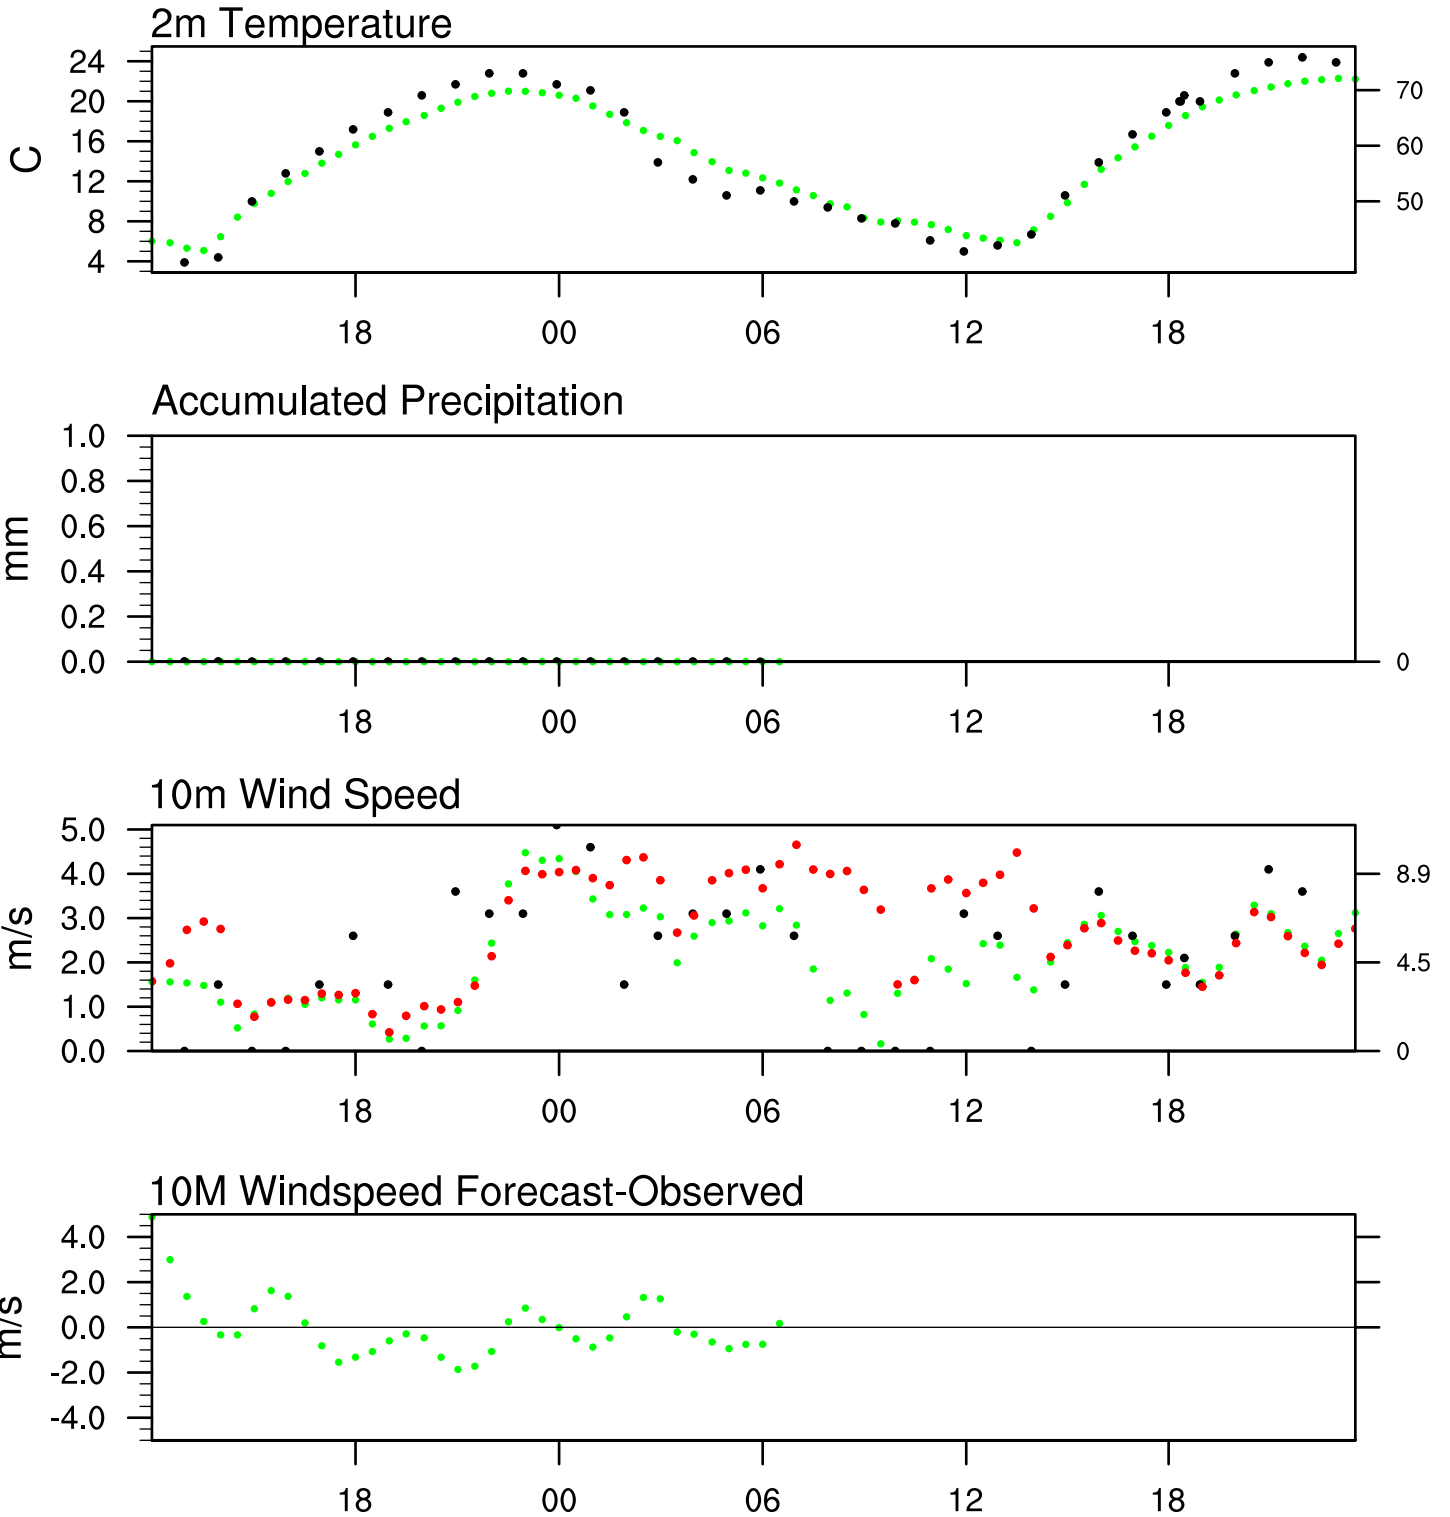 2m Temperature
24
20
16
12
8
4
C
70
60
50
18 00 06 12 18
Accumulated Precipitation
1.0
0.8
0.6
0.4
0.2
0.0
mm
0
18 00 06 12 18
10m Wind Speed
5.0
4.0
3.0
2.0
1.0
0.0
m/s
8.9
4.5
0
18 00 06 12 18
10M Windspeed Forecast-Observed
4.0
2.0
0.0
-2.0
-4.0
m/s
18 00 06 12 18